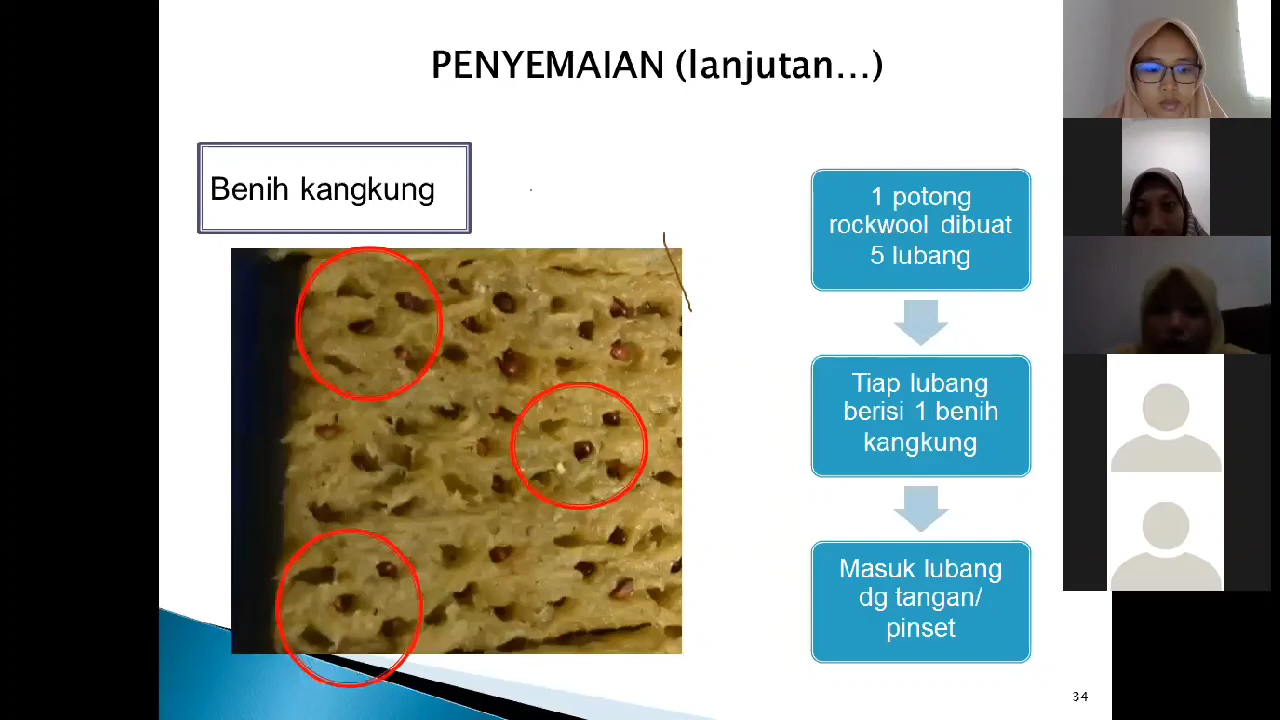 PENYEMAIAN (lanjutan...)
Benih kangkung
1 potong
rockwool dibuat
5 lubang
Tiap lubang
berisi 1 benih
kangkung
Masuk lubang
dg tangan/
pinset
34